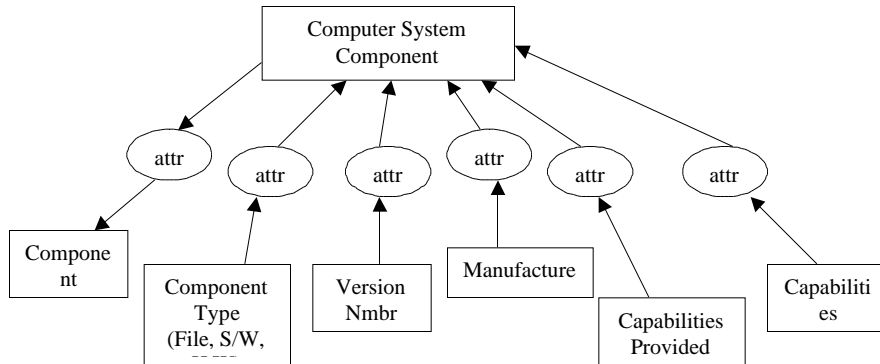 Computer System
Component
attr
attr
attr
attr
attr
attr
Compone
nt
Component
Type
(File, S/W,
Version
Nmbr
Manufacture
Capabilities
Provided
Capabiliti
es